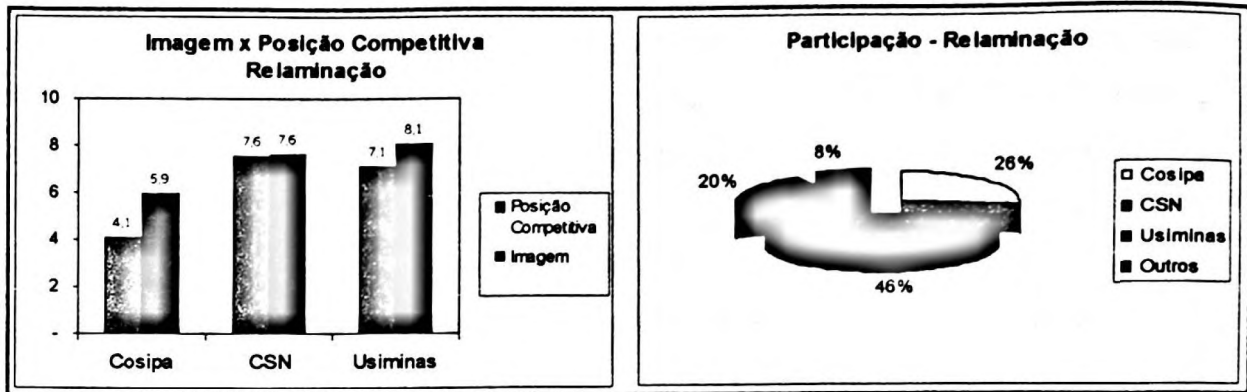 Imagem x Posição Competitiva
Relaminação
10
8
6
4
2
-
4,1
5,9
7,6
7,6
7,1
8,1
Cosipa
CSN
Usiminas
Posição
Competitiva
Imagem
Participação - Relaminação
8%
26%
20%
46%
Cosipa
CSN
Usiminas
Outros